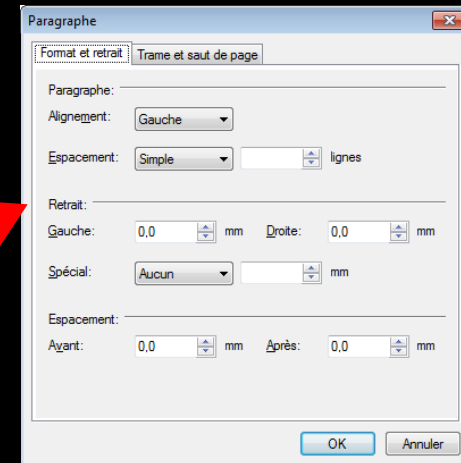 Paragraphe
Format et retrait Trame et saut de page
Paragraphe:
Alignement: Gauche
Espacement: Simple lignes
Retrait:
Gauche: 0,0 mm Droite: 0,0 mm
Spécial: Aucun mm
Espacement:
Avant: 0,0 mm Après: 0,0 mm
OK Annuler